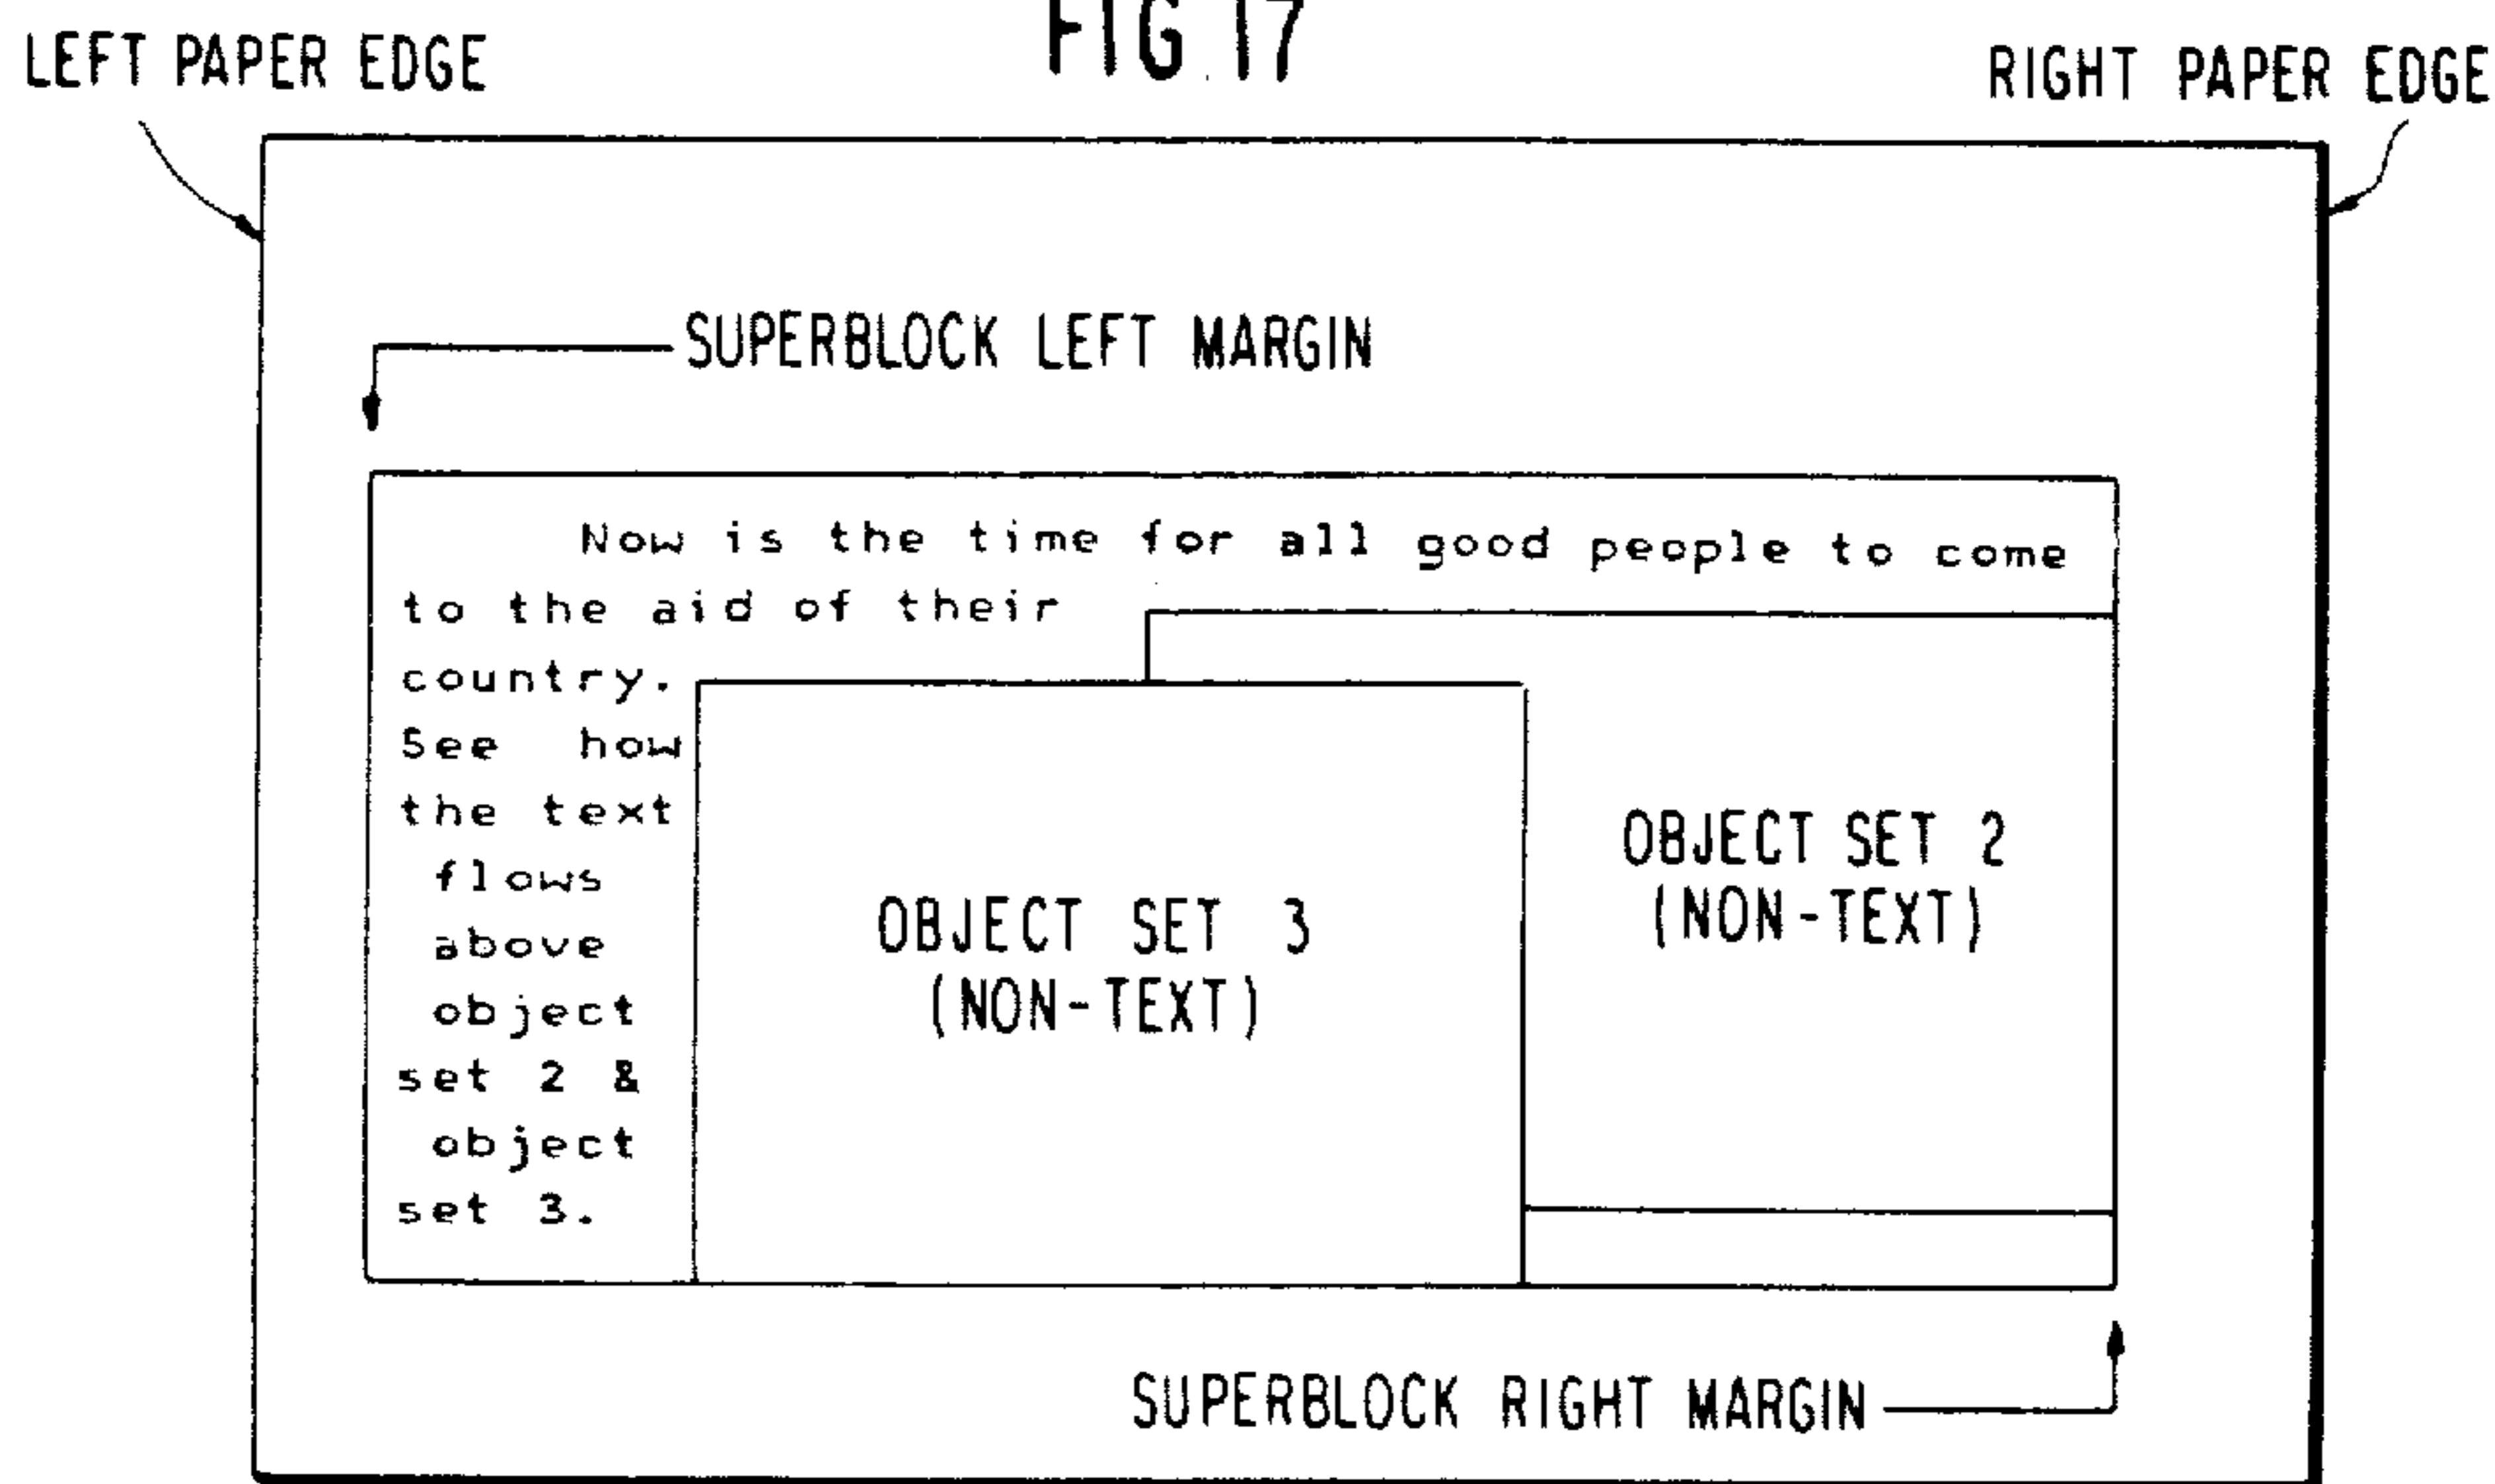 FIG 17
LEFT PAPER EDGE
RIGHT PAPER EDGE
SUPERBLOCK LEFT MARGIN
Now is the time for all good people to come
to the aid of their
country.
See how
the text
flows
above
object
set 2 &
object
set 3.
OBJECT SET 3
(NON-TEXT)
OBJECT SET 2
(NON-TEXT)
SUPERBLOCK RIGHT MARGIN